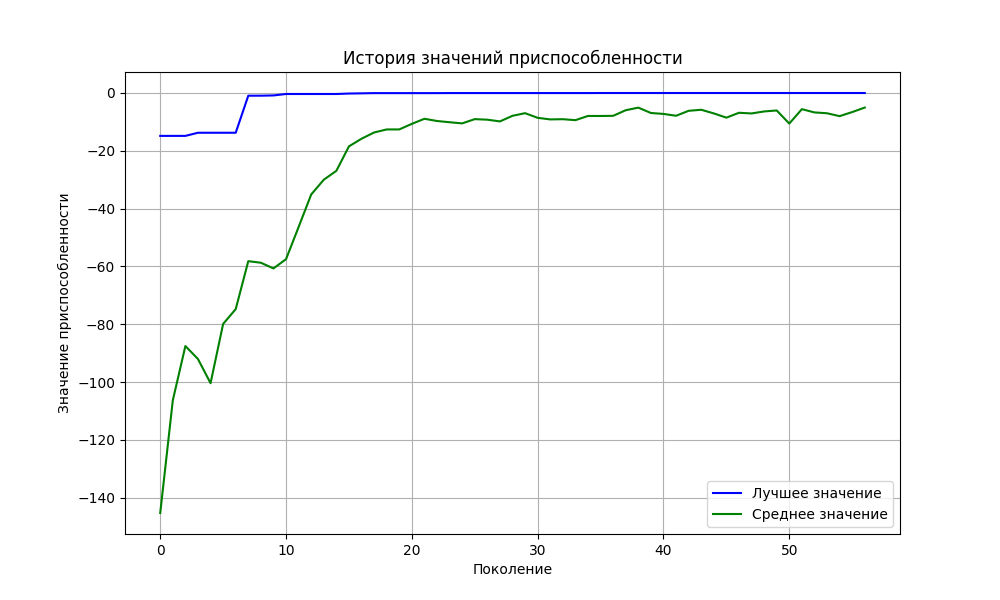 История значений приспособленности
Значение приспособленности
0
−20
−40
−60
−80
−100
−120
−140
0 10 20 30 40 50
Поколение
Лучшее значение
Среднее значение